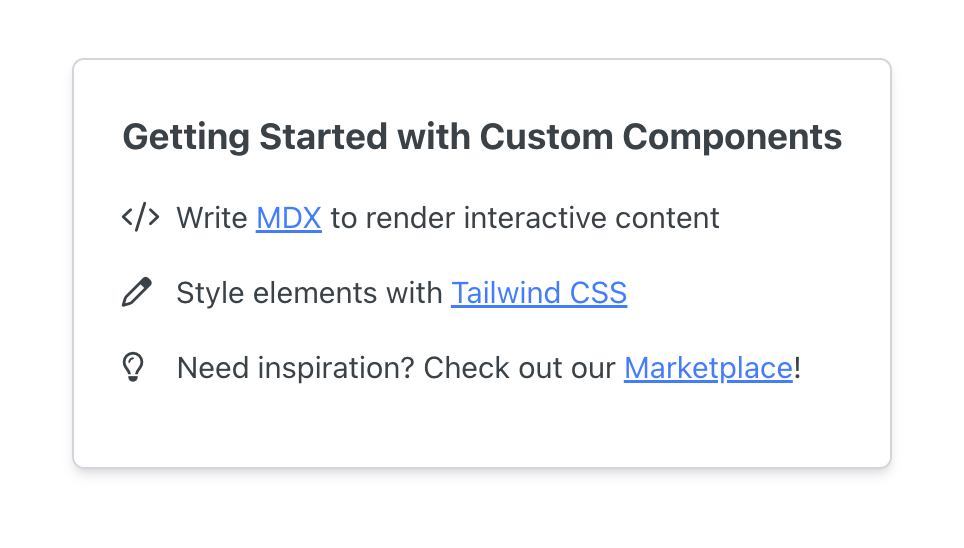 Getting Started with Custom Components
Write MDX to render interactive content
Style elements with Tailwind CSS
Need inspiration? Check out our Marketplace!